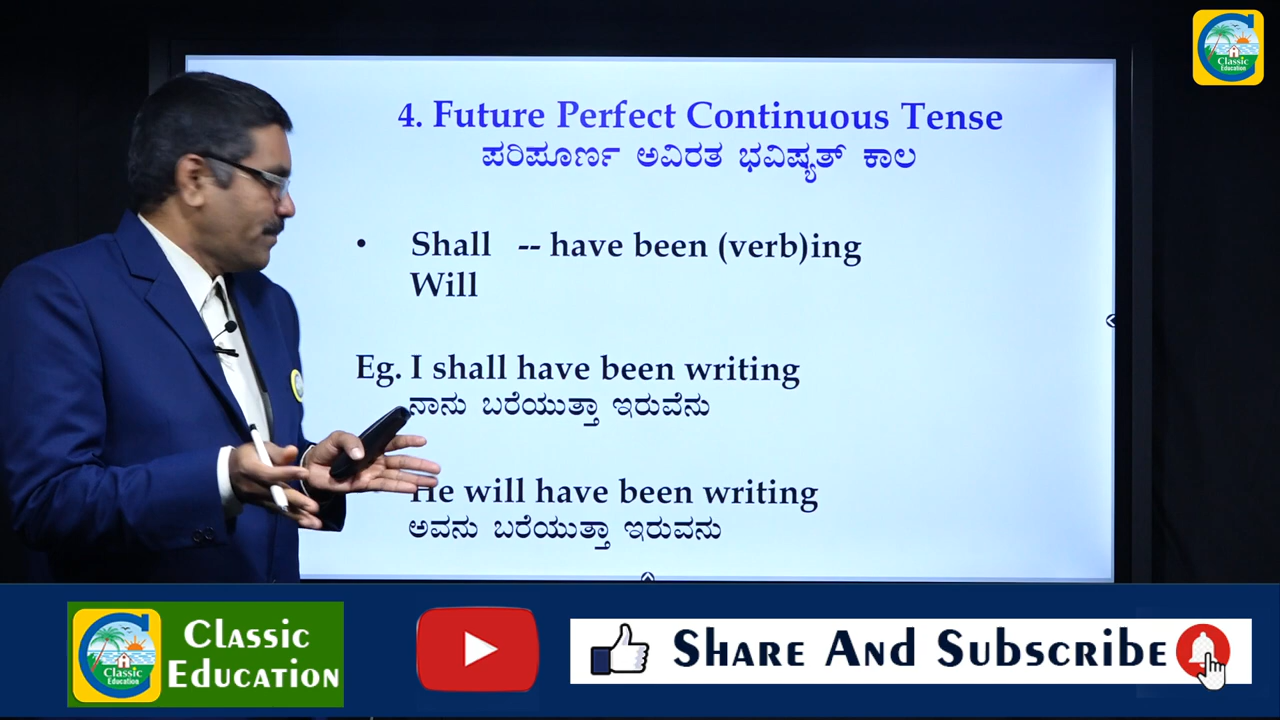 Classic
Education
4. Future Perfect Continuous Tense
ಪರಿಪೂರ್ಣ ಅವಿರತ ಭವಿಷ್ಯತ್ ಕಾಲ
• Shall -- have been (verb)ing
Will
Eg. I shall have been writing
ನಾನು ಬರೆಯುತ್ತಾ ಇರುವೆನು
He will have been writing
ಅವನು ಬರೆಯುತ್ತಾ ಇರುವನು
Classic
Education
Classic
Education
Share And Subscribe